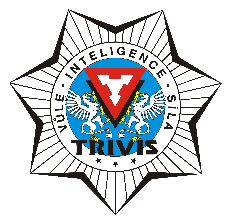 VŮLE - INTELIGENCE - SÍLA
TRIVIS